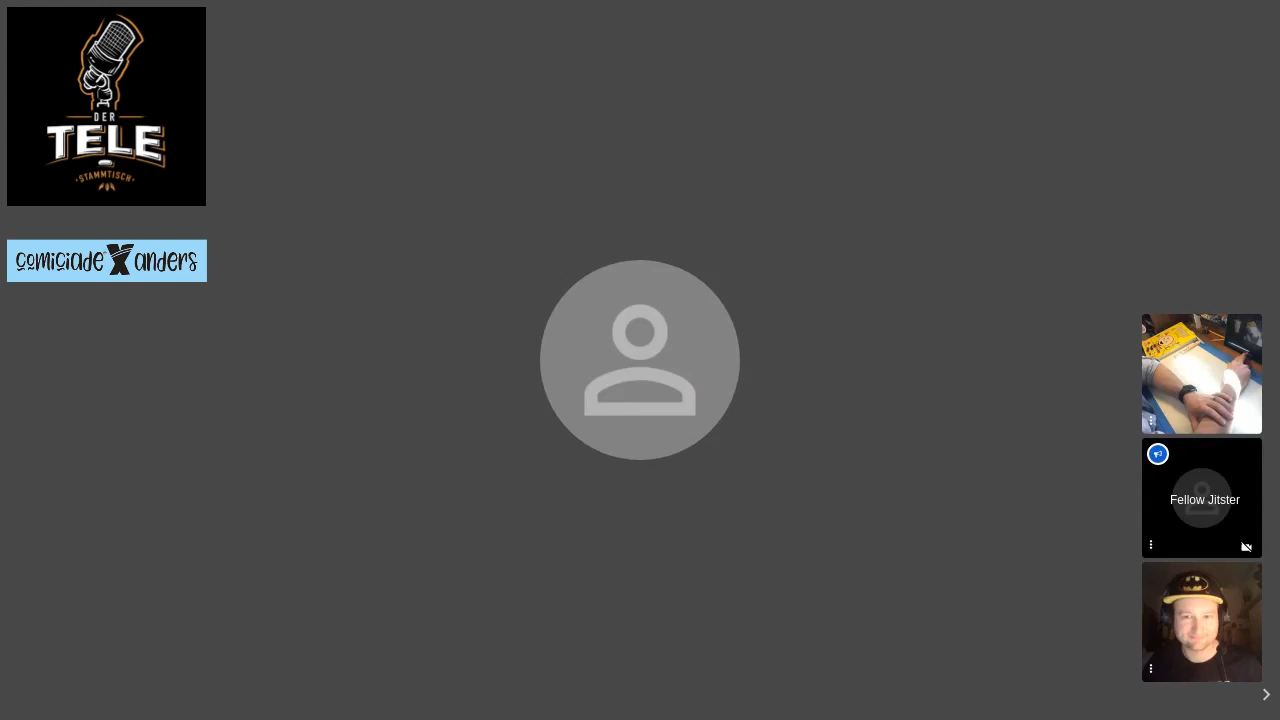 DER
TELE
STAMMTISCH
comiciade X anders
Fellow Jitster